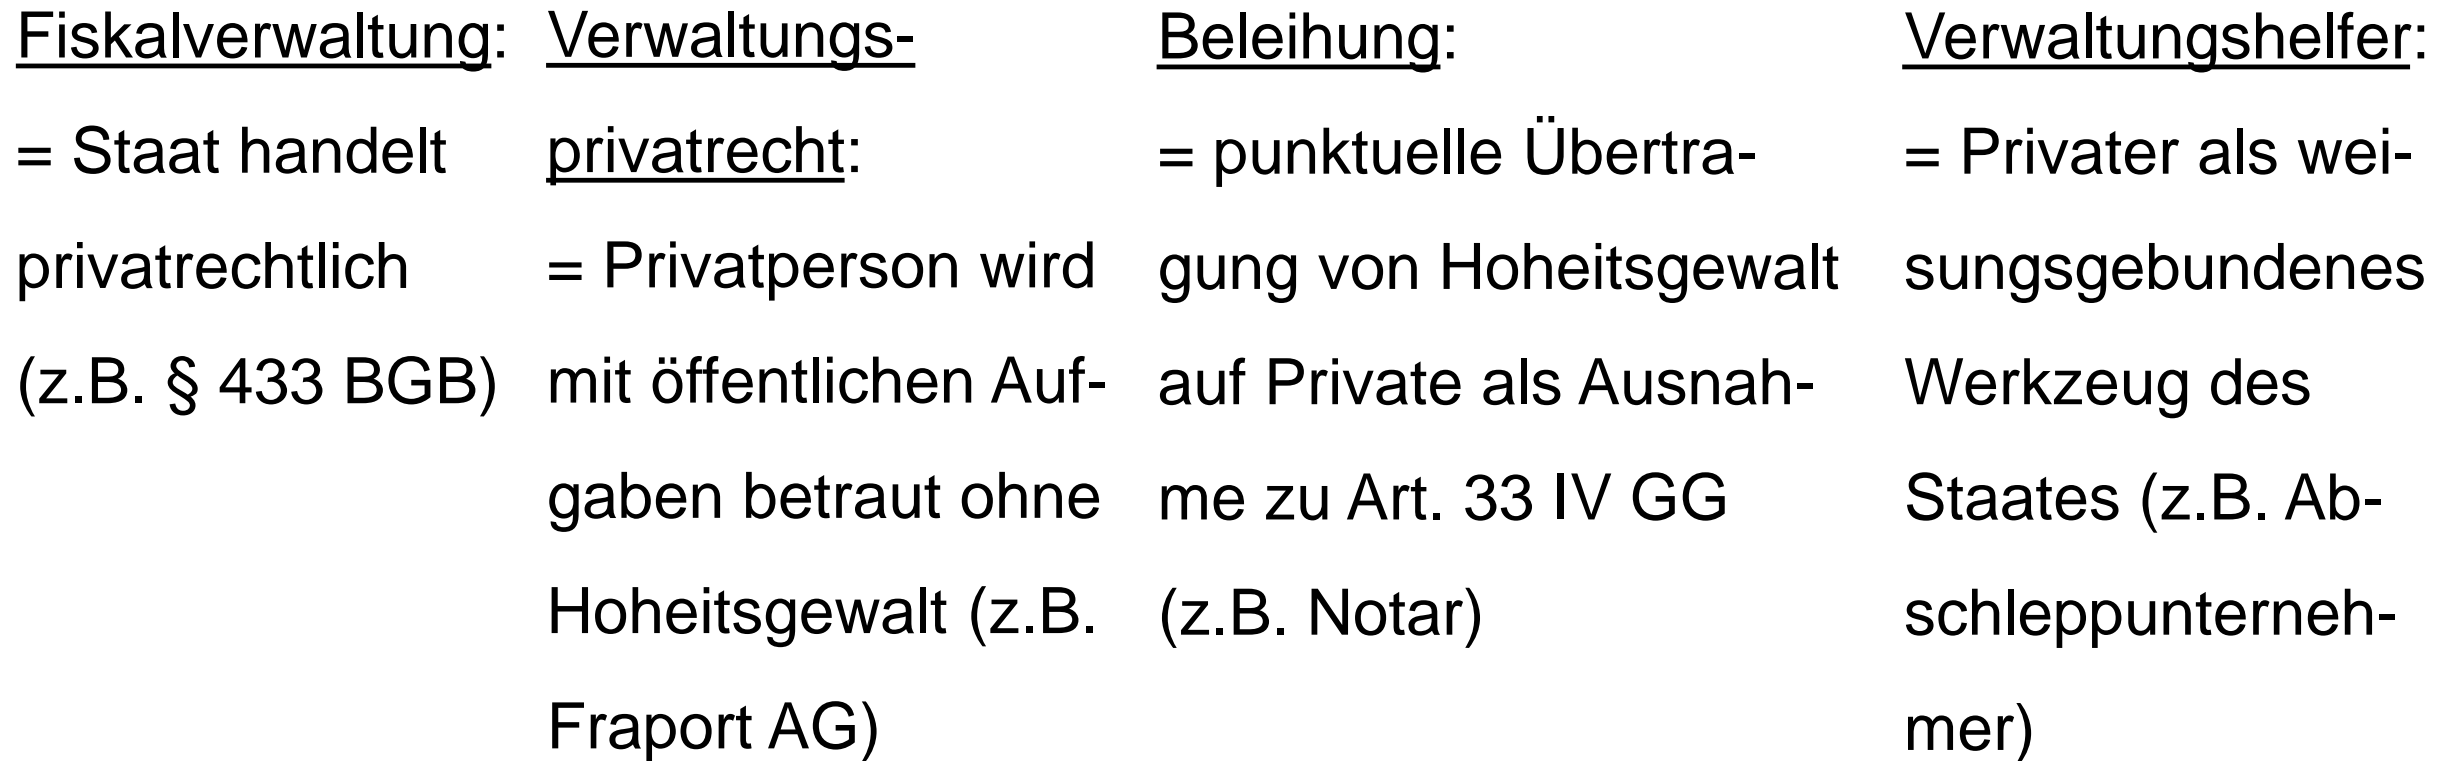 Fiskalverwaltung:
= Staat handelt
privatrechtlich
(z.B. § 433 BGB)
Verwaltungs-
privatrecht:
= Privatperson wird
mit öffentlichen Auf-
gaben betraut ohne
Hoheitsgewalt (z.B.
Fraport AG)
Beleihung:
= punktuelle Übertra-
gung von Hoheitsgewalt
auf Private als Ausnah-
me zu Art. 33 IV GG
(z.B. Notar)
Verwaltungshelfer:
= Privater als wei-
sungsgebundenes
Werkzeug des
Staates (z.B. Ab-
schleppunterneh-
mer)